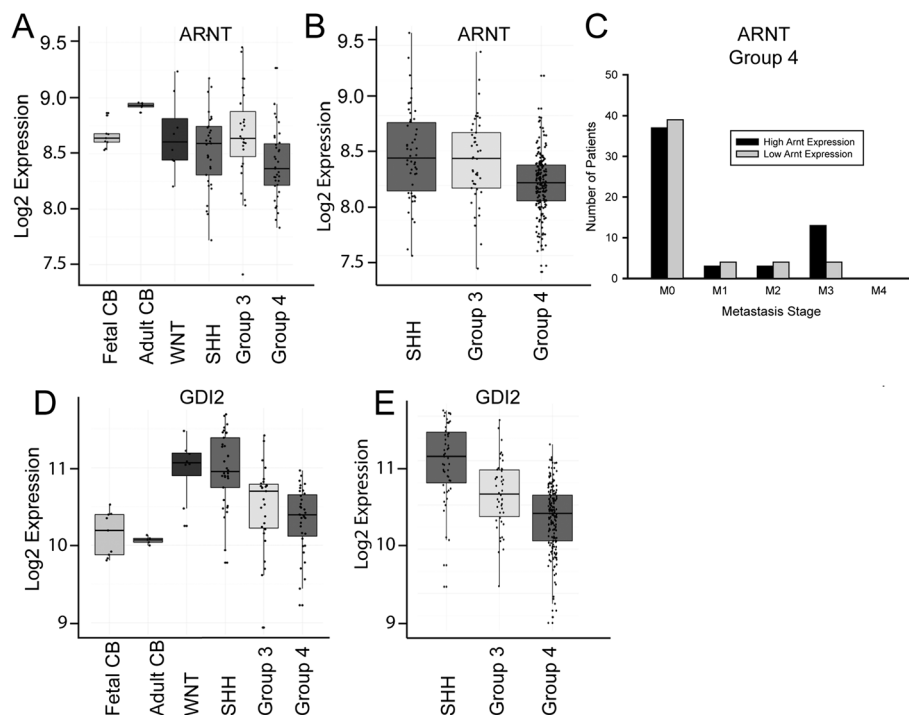 A
ARNT
Log2 Expression
9.5
9.0
8.5
8.0
7.5
Fetal CB
Adult CB
WNT
SHH
Group 3
Group 4
B
ARNT
Log2 Expression
9.5
9.0
8.5
8.0
7.5
SHH
Group 3
Group 4
C
ARNT
Group 4
Number of Patients
50
40
30
20
10
0
High Arnt Expression
Low Arnt Expression
M0
M1
M2
M3
M4
Metastasis Stage
D
GDI2
Log2 Expression
11
10
9
Fetal CB
Adult CB
WNT
SHH
Group 3
Group 4
E
GDI2
Log2 Expression
11
10
9
SHH
Group 3
Group 4